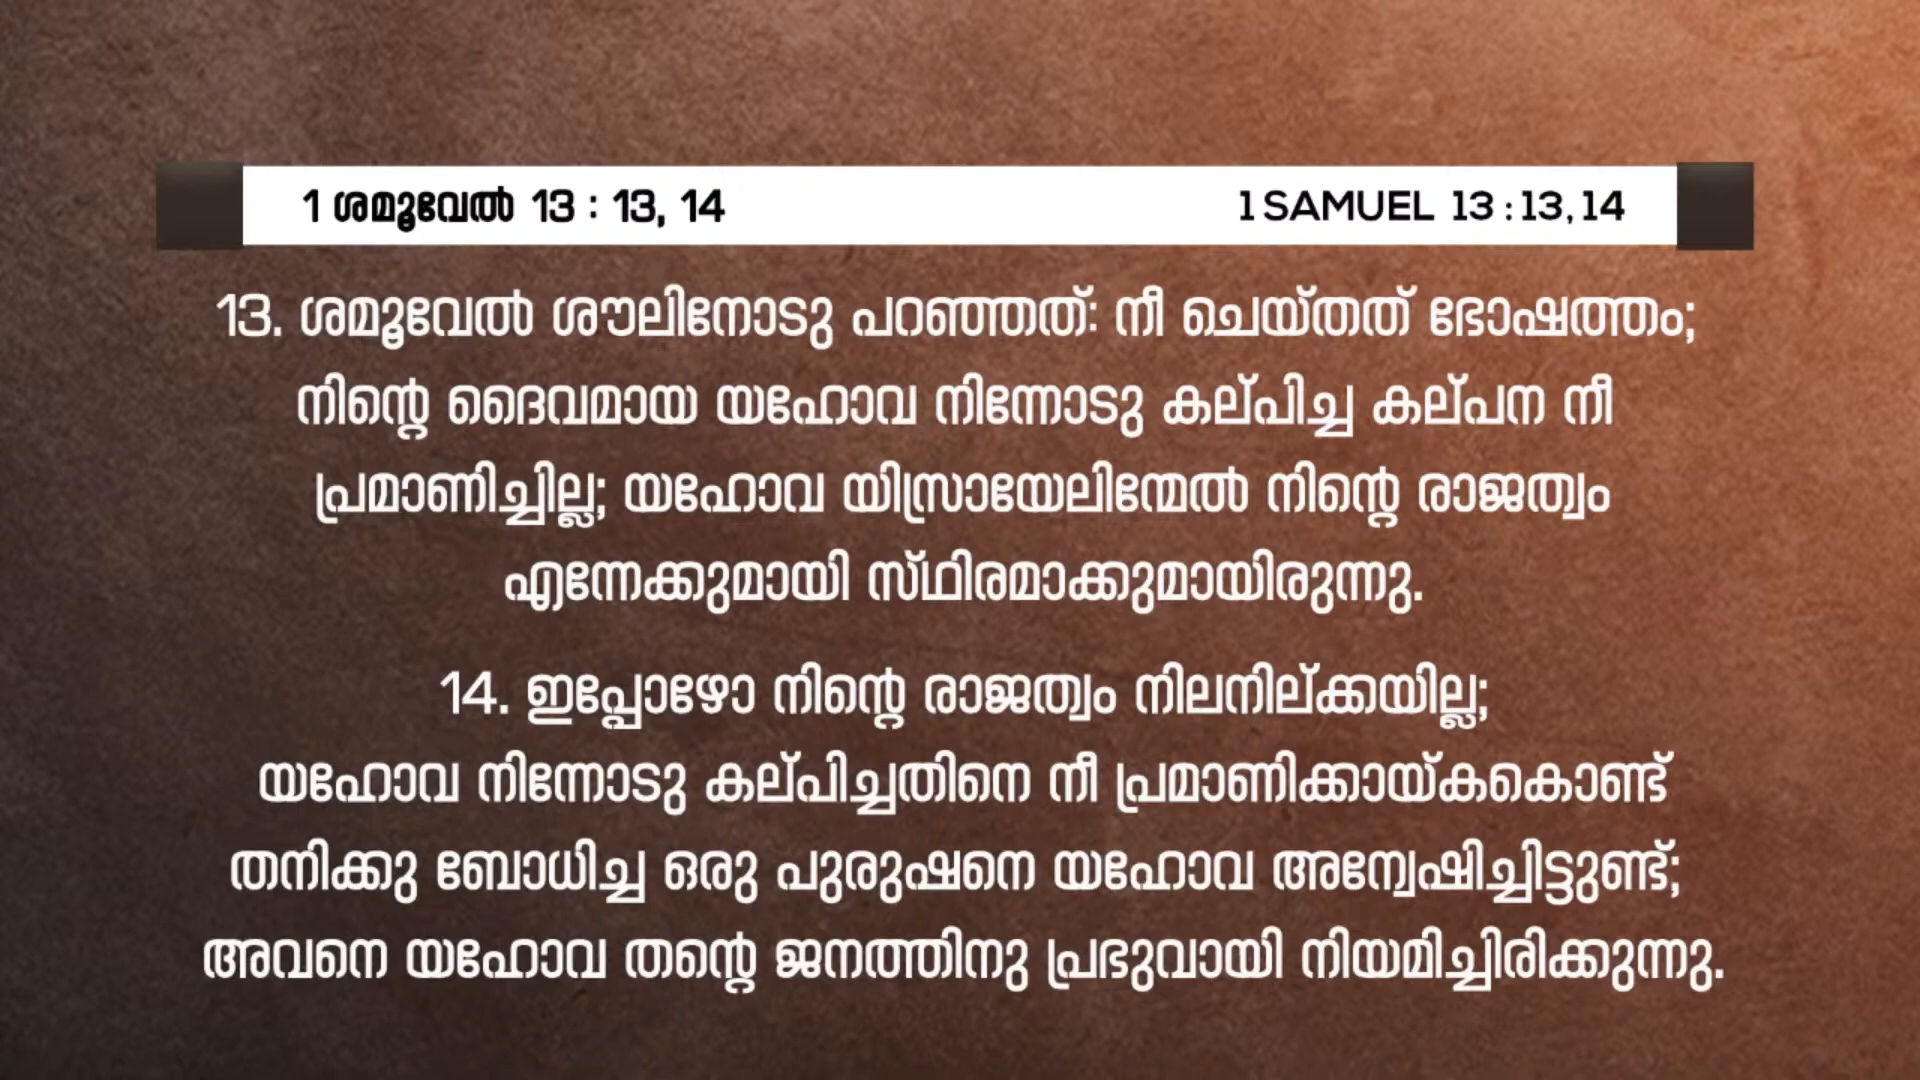 1 ശമൂവേൽ 13 : 13, 14
1 SAMUEL 13 : 13, 14
13. ശമൂവേൽ ശൗലിനോടു പറഞ്ഞത്: നീ ചെയ്തത് ഭോഷത്തം;
നിന്റെ ദൈവമായ യഹോവ നിന്നോടു കല്പിച്ച കല്പന നീ
പ്രമാണിച്ചില്ല; യഹോവ യിസ്രായേലിന്മേൽ നിന്റെ രാജത്വം
എന്നേക്കുമായി സ്ഥിരമാക്കുമായിരുന്നു.
14. ഇപ്പോഴോ നിന്റെ രാജത്വം നിലനില്ക്കയില്ല;
യഹോവ നിന്നോടു കല്പിച്ചതിനെ നീ പ്രമാണിക്കായ്കകൊണ്ട്
തനിക്കു ബോധിച്ച ഒരു പുരുഷനെ യഹോവ അന്വേഷിച്ചിട്ടുണ്ട്;
അവനെ യഹോവ തന്റെ ജനത്തിനു പ്രഭുവായി നിയമിച്ചിരിക്കുന്നു.